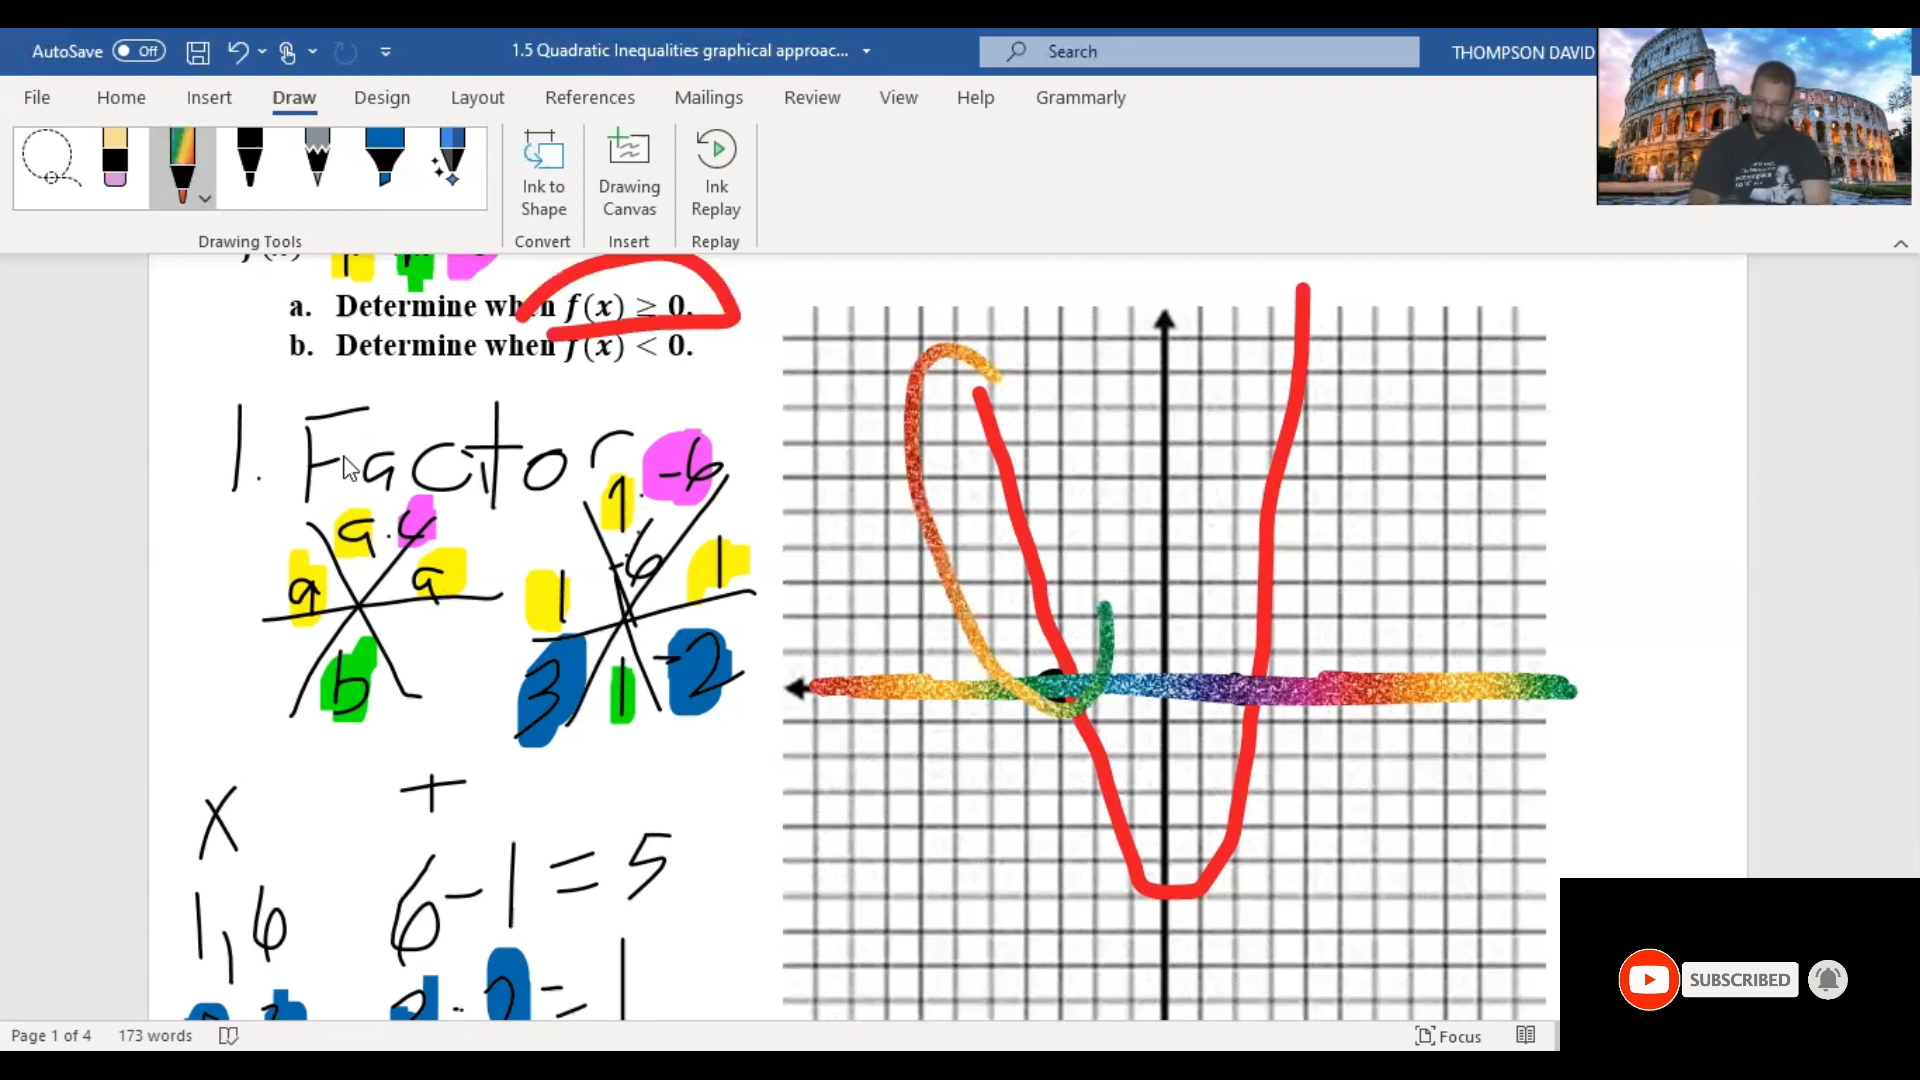 AutoSave Off 1.5 Quadratic Inequalities graphical approac... Search THOMPSON DAVID
File Home Insert Draw Design Layout References Mailings Review View Help Grammarly
Ink to Shape
Drawing Canvas
Ink Replay
Drawing Tools Convert Insert Replay
a. Determine when f(x) ≥ 0.
b. Determine when f(x) < 0.
1. Factor
a·c
a a
b
1·-6
-6
1 1
3 1 -2
x +
1,6 6-1=5
=1
Page 1 of 4 173 words Focus
SUBSCRIBED